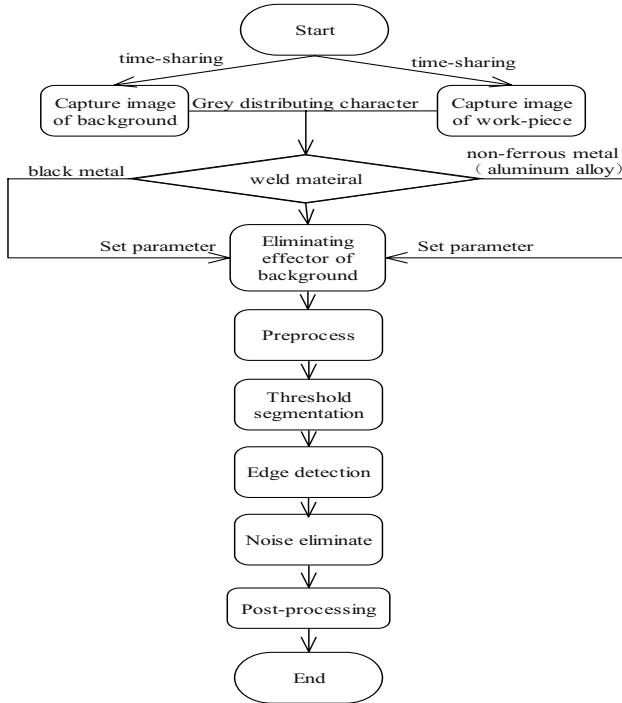 Start
time-sharing
time-sharing
Capture image
of background
Grey distributing character
Capture image
of work-piece
black metal
weld mateiral
non-ferrous metal
( aluminum alloy)
Set parameter
Eliminating
effector of
background
Set parameter
Preprocess
Threshold
segmentation
Edge detection
Noise eliminate
Post-processing
End